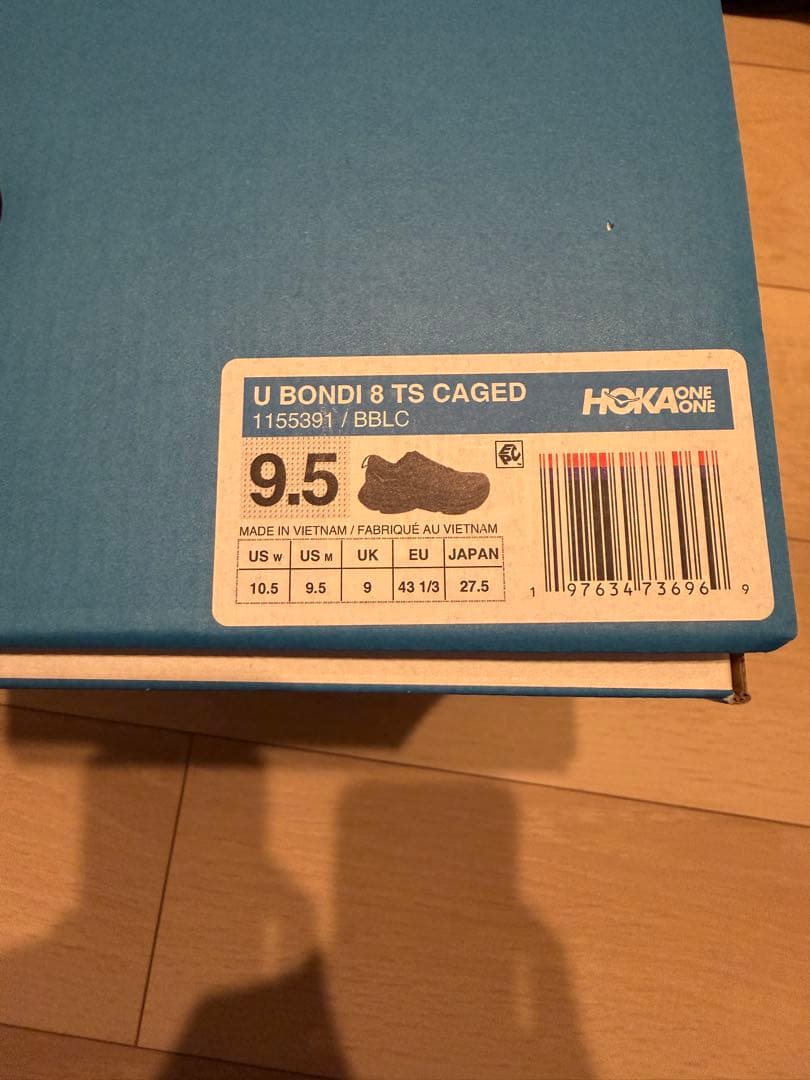 U BONDI 8 TS CAGED
1155391 / BBLC
HOKA ONE ONE
9.5
EPC
MADE IN VIETNAM / FABRIQUÉ AU VIETNAM
US W US M UK EU JAPAN
10.5 9.5 9 43 1/3 27.5
1 97634 73696 9